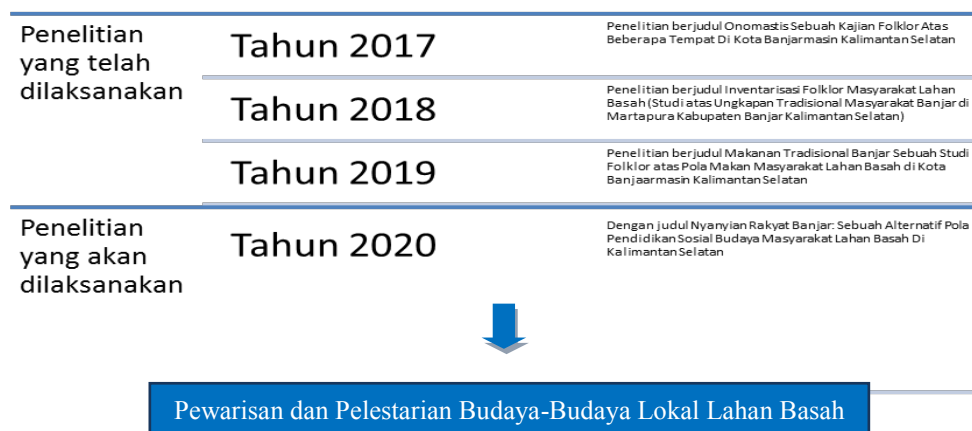 Penelitian
yang telah
dilaksanakan
Tahun 2017
Penelitian berjudul Onomastis Sebuah Kajian Folklor Atas
Beberapa Tempat Di Kota Banjarmasin Kalimantan Selatan
Tahun 2018
Penelitian berjudul Inventarisasi Folklor Masyarakat Lahan
Basah (Studi atas Ungkapan Tradisional Masyarakat Banjar di
Martapura Kabupaten Banjar Kalimantan Selatan)
Tahun 2019
Penelitian berjudul Makanan Tradisional Banjar Sebuah Studi
Folklor atas Pola Makan Masyarakat Lahan Basah di Kota
Banjaarmasin Kalimantan Selatan
Penelitian
yang akan
dilaksanakan
Tahun 2020
Dengan judul Nyanyian Rakyat Banjar: Sebuah Alternatif Pola
Pendidikan Sosial Budaya Masyarakat Lahan Basah Di
Kalimantan Selatan
Pewarisan dan Pelestarian Budaya-Budaya Lokal Lahan Basah